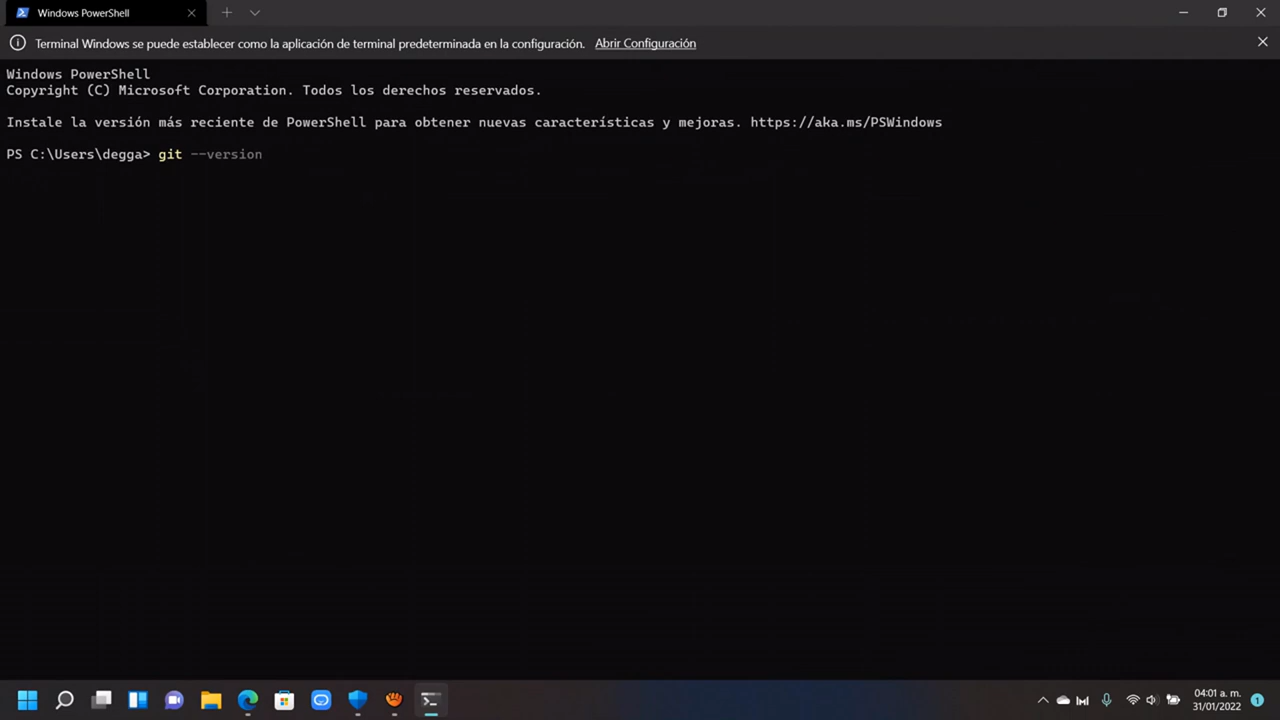 Windows PowerShell
Terminal Windows se puede establecer como la aplicación de terminal predeterminada en la configuración. Abrir Configuración
Windows PowerShell
Copyright (C) Microsoft Corporation. Todos los derechos reservados.
Instale la versión más reciente de PowerShell para obtener nuevas características y mejoras. https://aka.ms/PSWindows
PS C:\Users\degga> git --version
04:01 a. m.
31/01/2022
1